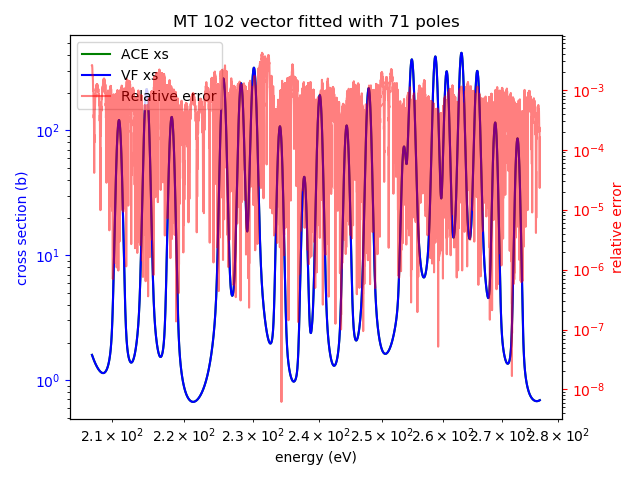 MT 102 vector fitted with 71 poles
ACE xs
VF xs
Relative error
cross section (b)
10²
10¹
10⁰
10⁻³
10⁻⁴
10⁻⁵
10⁻⁶
10⁻⁷
10⁻⁸
relative error
2.1 × 10² 2.2 × 10² 2.3 × 10² 2.4 × 10² 2.5 × 10² 2.6 × 10² 2.7 × 10² 2.8 × 10²
energy (eV)